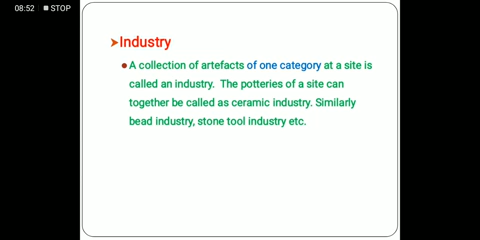 08:52 STOP
Industry
A collection of artefacts of one category at a site is
called an industry. The potteries of a site can
together be called as ceramic industry. Similarly
bead industry, stone tool industry etc.